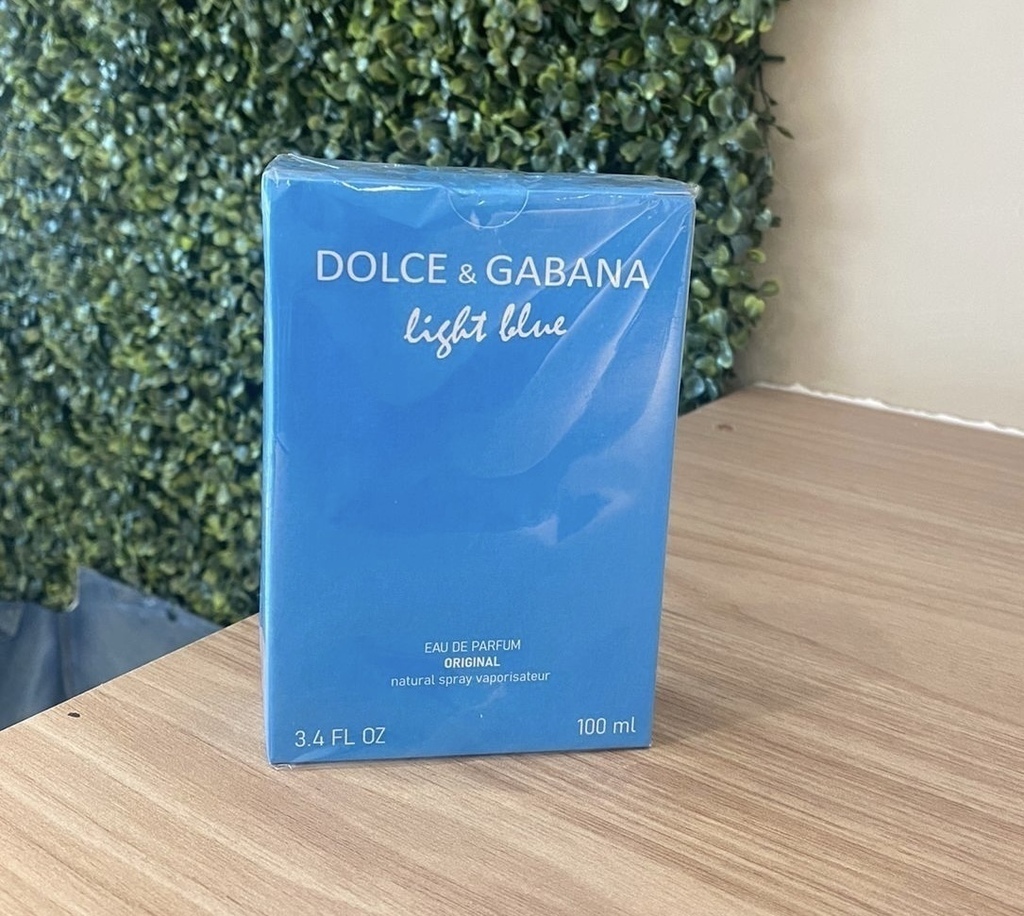 DOLCE & GABANA
light blue
EAU DE PARFUM
ORIGINAL
natural spray vaporisateur
3.4 FL OZ
100 ml